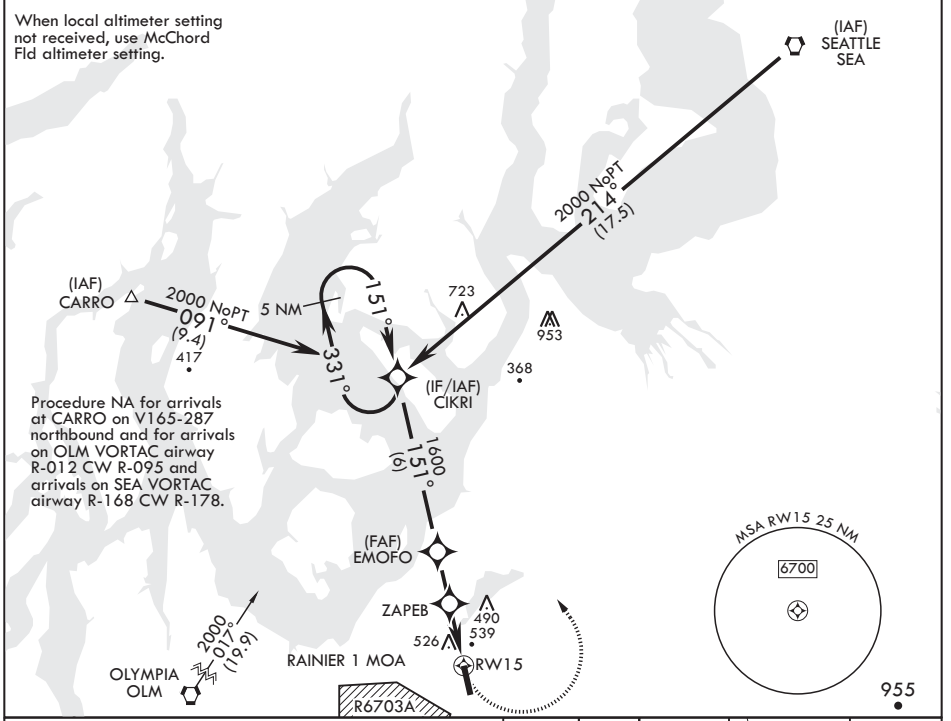 When local altimeter setting
not received, use McChord
Fld altimeter setting.
(IAF)
SEATTLE
SEA
2000 NoPT
214°
(17.5)
(IAF)
CARRO
2000 NoPT
091°
(9.4)
417
5 NM
151°
331°
723
953
368
(IF/IAF)
CIKRI
Procedure NA for arrivals
at CARRO on V165-287
northbound and for arrivals
on OLM VORTAC airway
R-012 CW R-095 and
arrivals on SEA VORTAC
airway R-168 CW R-178.
1600
151°
(6)
(FAF)
EMOFO
ZAPEB
490
539
526
RW15
MSA RW15 25 NM
6700
2000
017°
(19.9)
OLYMPIA
OLM
RAINIER 1 MOA
R6703A
955